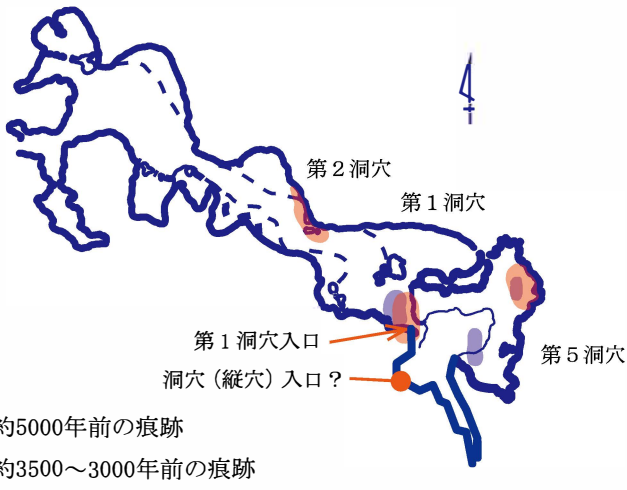 第２洞穴
第１洞穴
第１洞穴入口
洞穴（縦穴）入口？
第５洞穴
約5000年前の痕跡
約3500～3000年前の痕跡